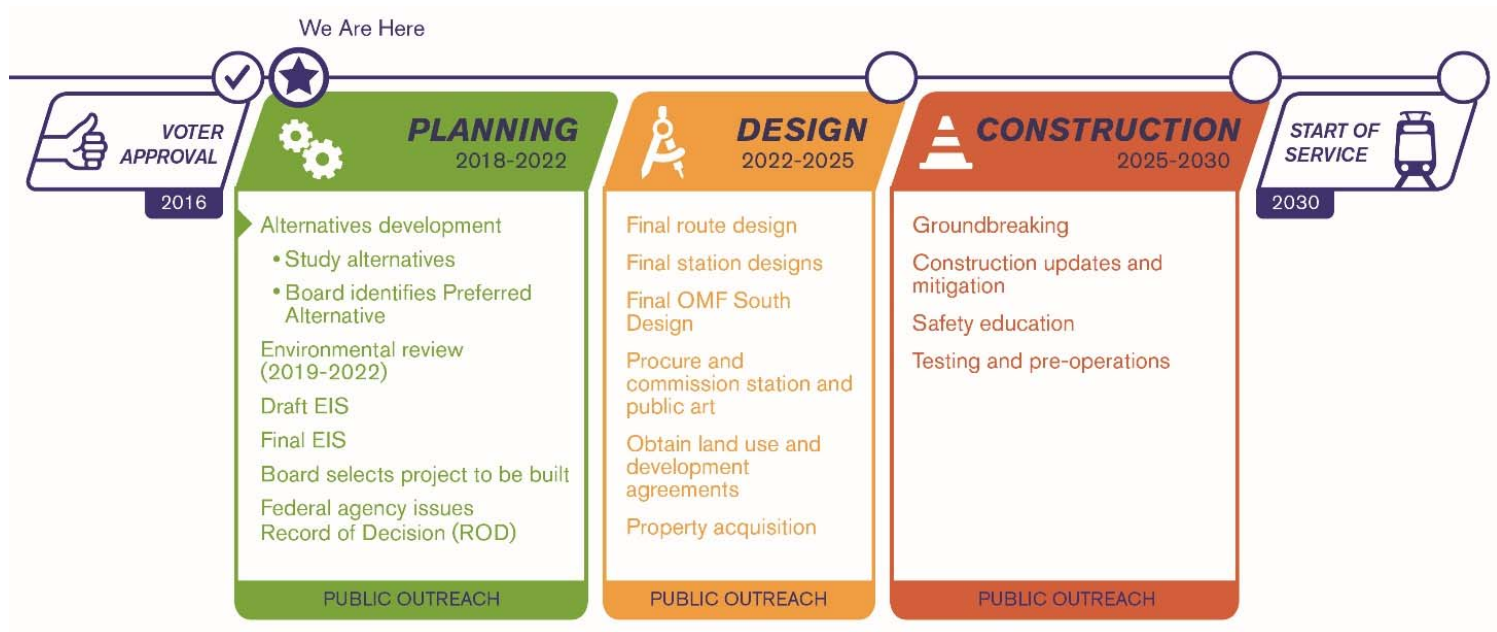 We Are Here
VOTER
APPROVAL
2016
PLANNING
2018-2022
Alternatives development
• Study alternatives
• Board identifies Preferred
Alternative
Environmental review
(2019-2022)
Draft EIS
Final EIS
Board selects project to be built
Federal agency issues
Record of Decision (ROD)
PUBLIC OUTREACH
DESIGN
2022-2025
Final route design
Final station designs
Final OMF South
Design
Procure and
commission station and
public art
Obtain land use and
development
agreements
Property acquisition
PUBLIC OUTREACH
CONSTRUCTION
2025-2030
Groundbreaking
Construction updates and
mitigation
Safety education
Testing and pre-operations
PUBLIC OUTREACH
START OF
SERVICE
2030